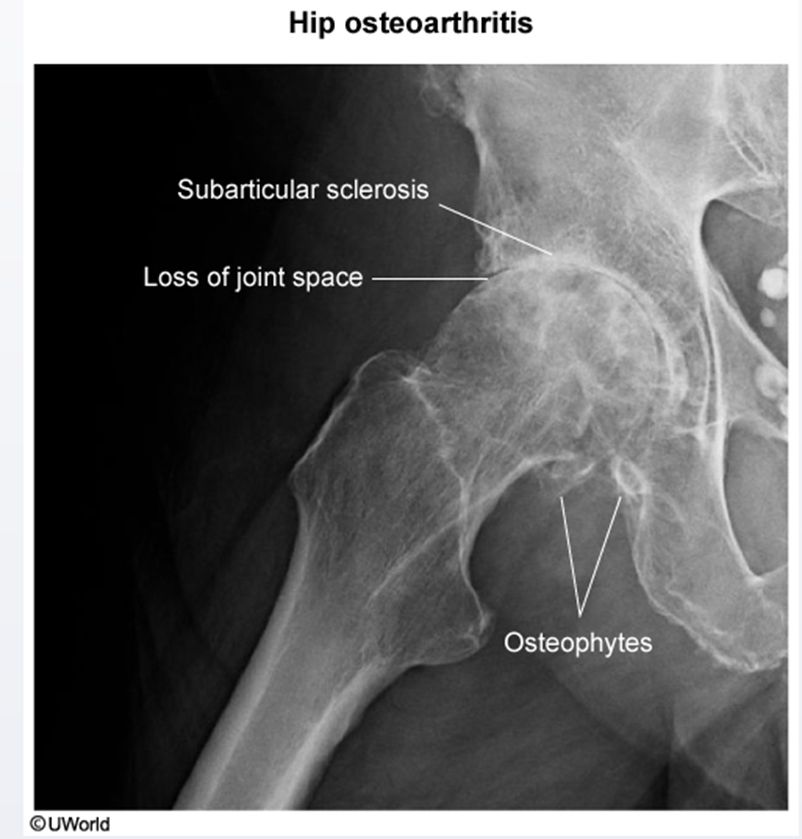 Hip osteoarthritis
Subarticular sclerosis
Loss of joint space
Osteophytes
©UWorld